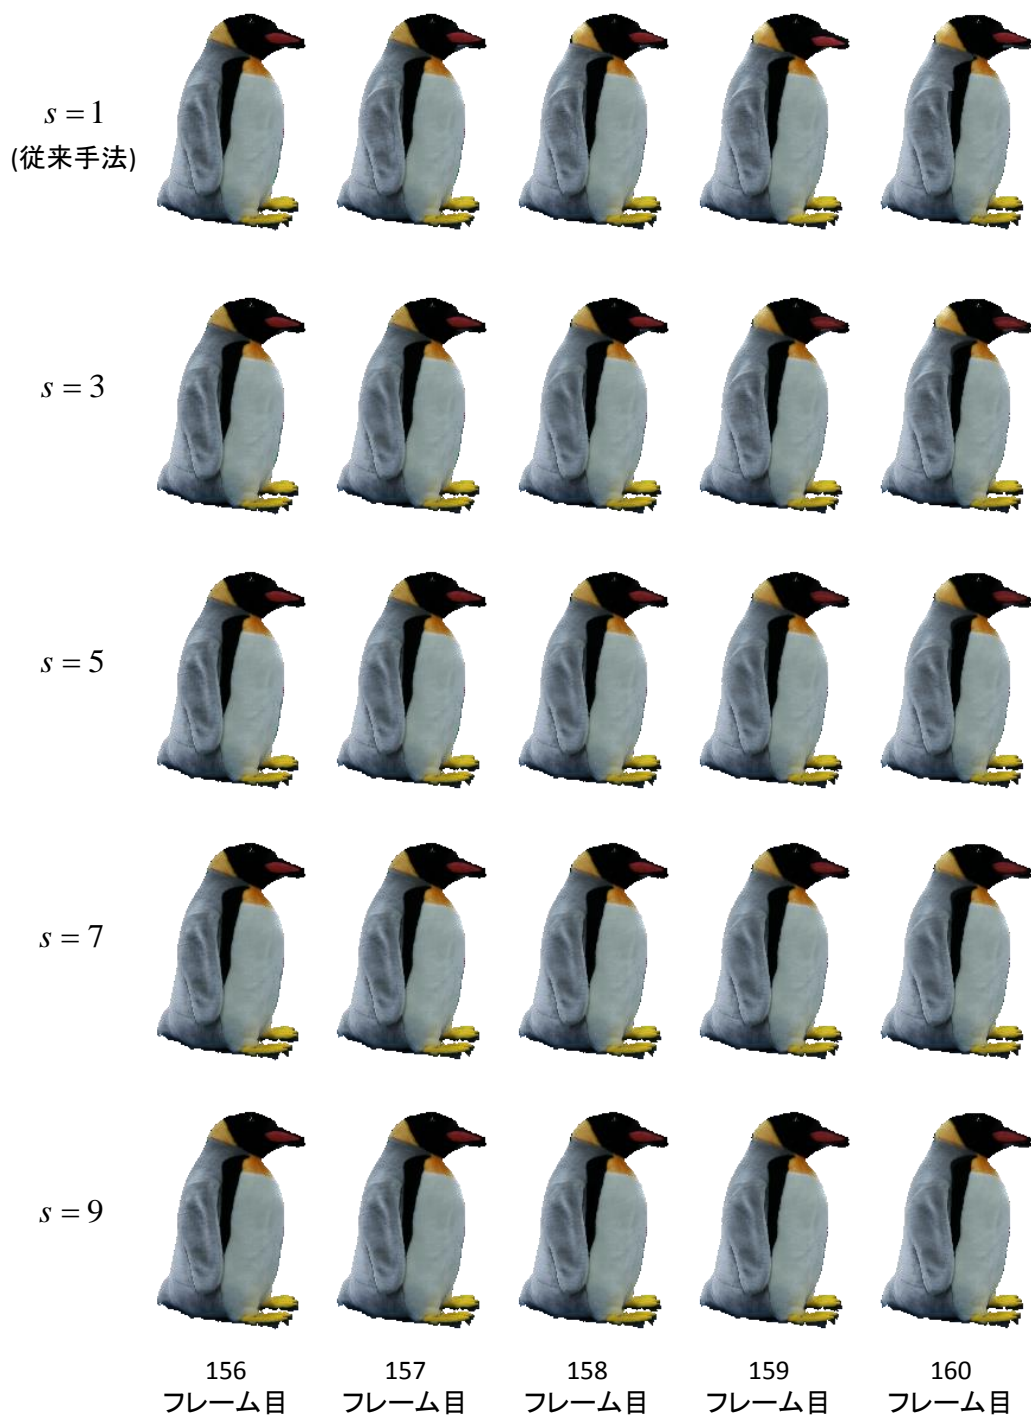 s = 1
(従来手法)
s = 3
s = 5
s = 7
s = 9
156 157 158 159 160
フレーム目 フレーム目 フレーム目 フレーム目 フレーム目